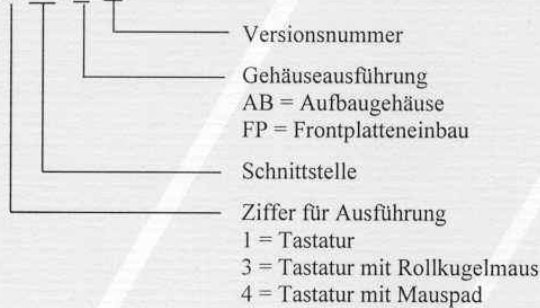 Versionsnummer
Gehäuseausführung
AB = Aufbaugehäuse
FP = Frontplatteneinbau
Schnittstelle
Ziffer für Ausführung
1 = Tastatur
3 = Tastatur mit Rollkugelmaus
4 = Tastatur mit Mauspad